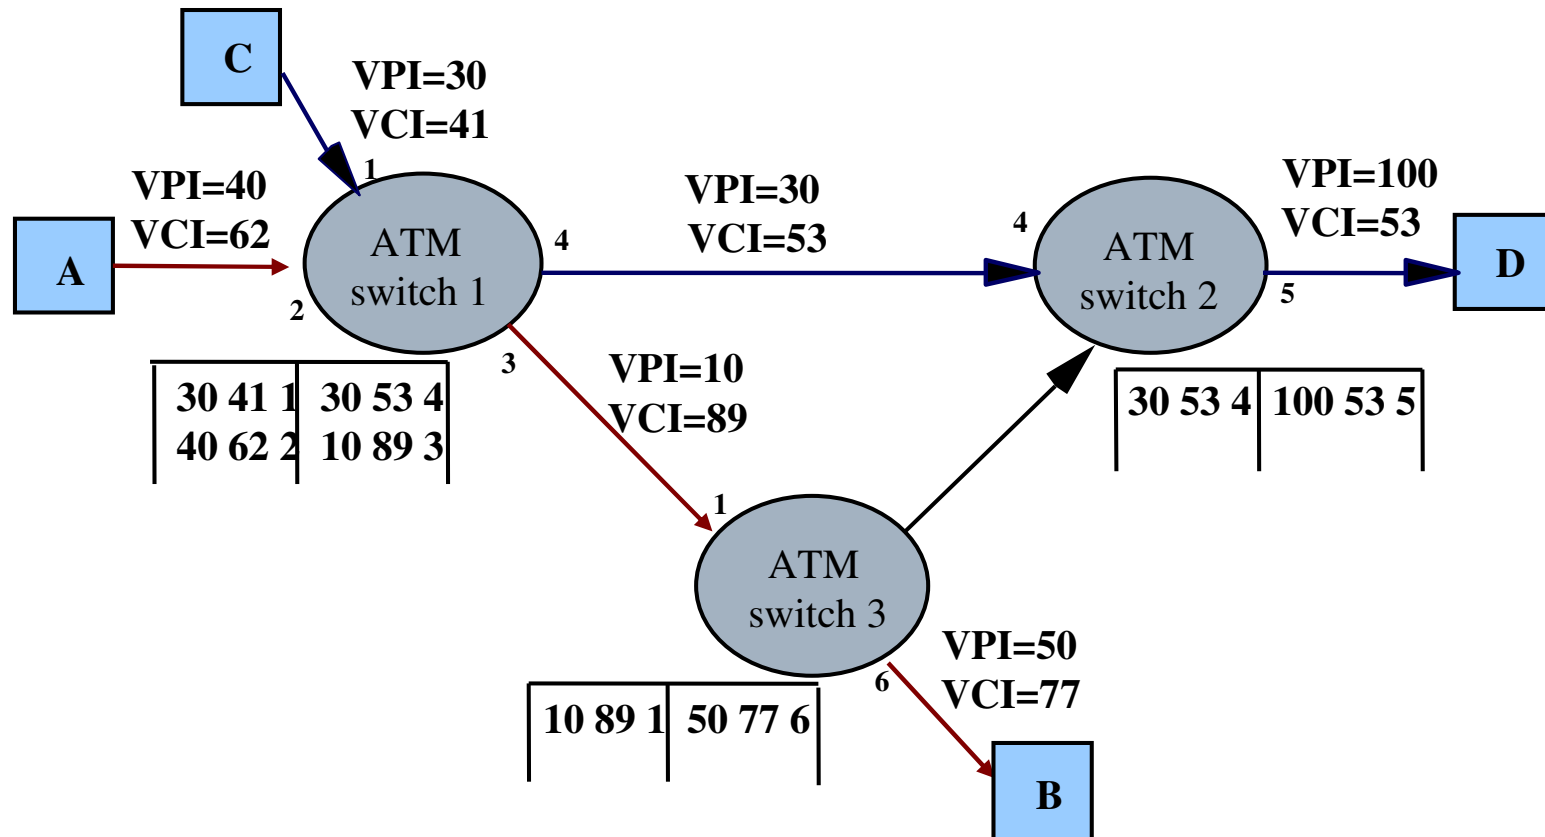 C
VPI=30
VCI=41
1
VPI=40
VCI=62
A
2
ATM
switch 1
4
3
VPI=30
VCI=53
4
ATM
switch 2
5
VPI=100
VCI=53
D
30 41 1 30 53 4
40 62 2 10 89 3
VPI=10
VCI=89
30 53 4 100 53 5
1
ATM
switch 3
6
VPI=50
VCI=77
10 89 1 50 77 6
B